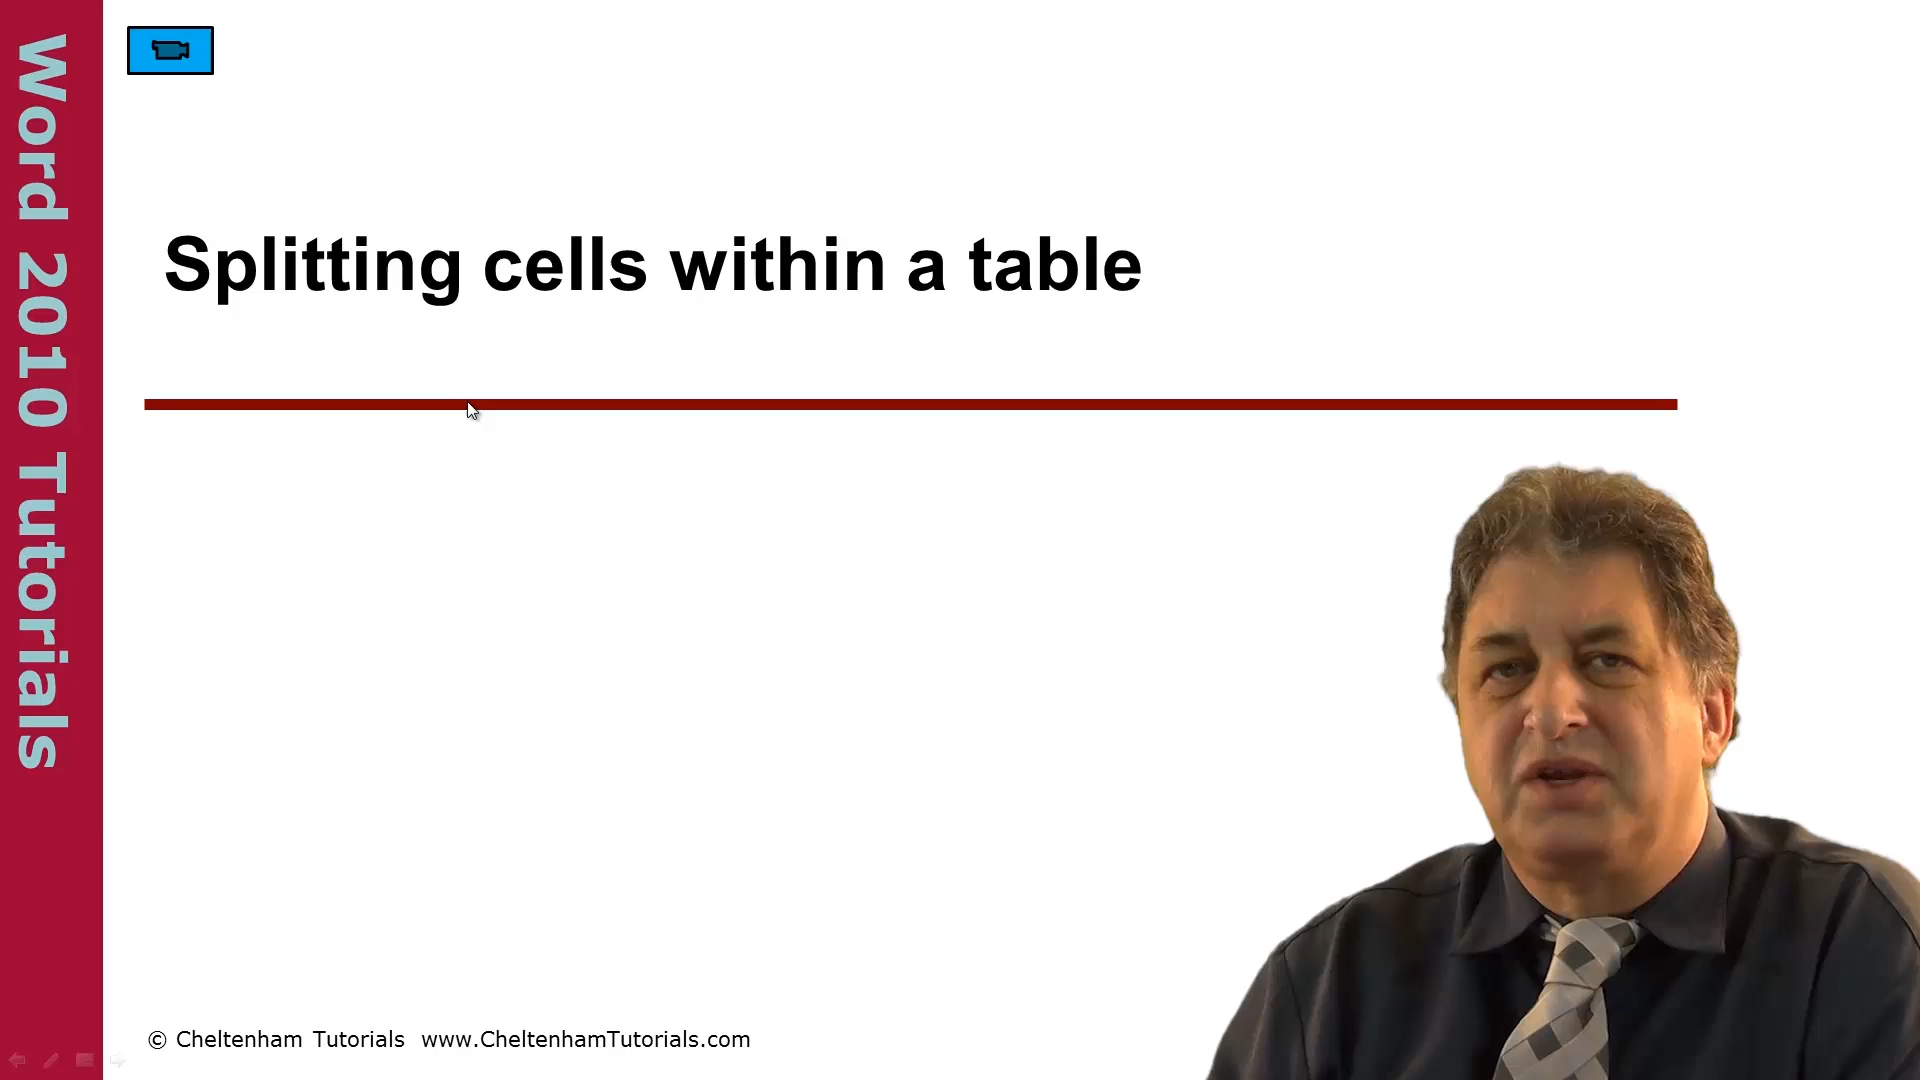 Word 2010 Tutorials
Splitting cells within a table
© Cheltenham Tutorials www.CheltenhamTutorials.com